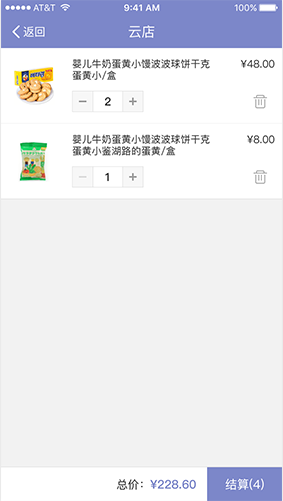 AT&T 9:41 AM 100%
返回 云店
婴儿牛奶蛋黄小馒波波球饼干克 ¥48.00
蛋黄小/盒
2
婴儿牛奶蛋黄小馒波波球饼干克 ¥8.00
蛋黄小鉴湖路的蛋黄/盒
1
总价: ¥228.60 结算(4)